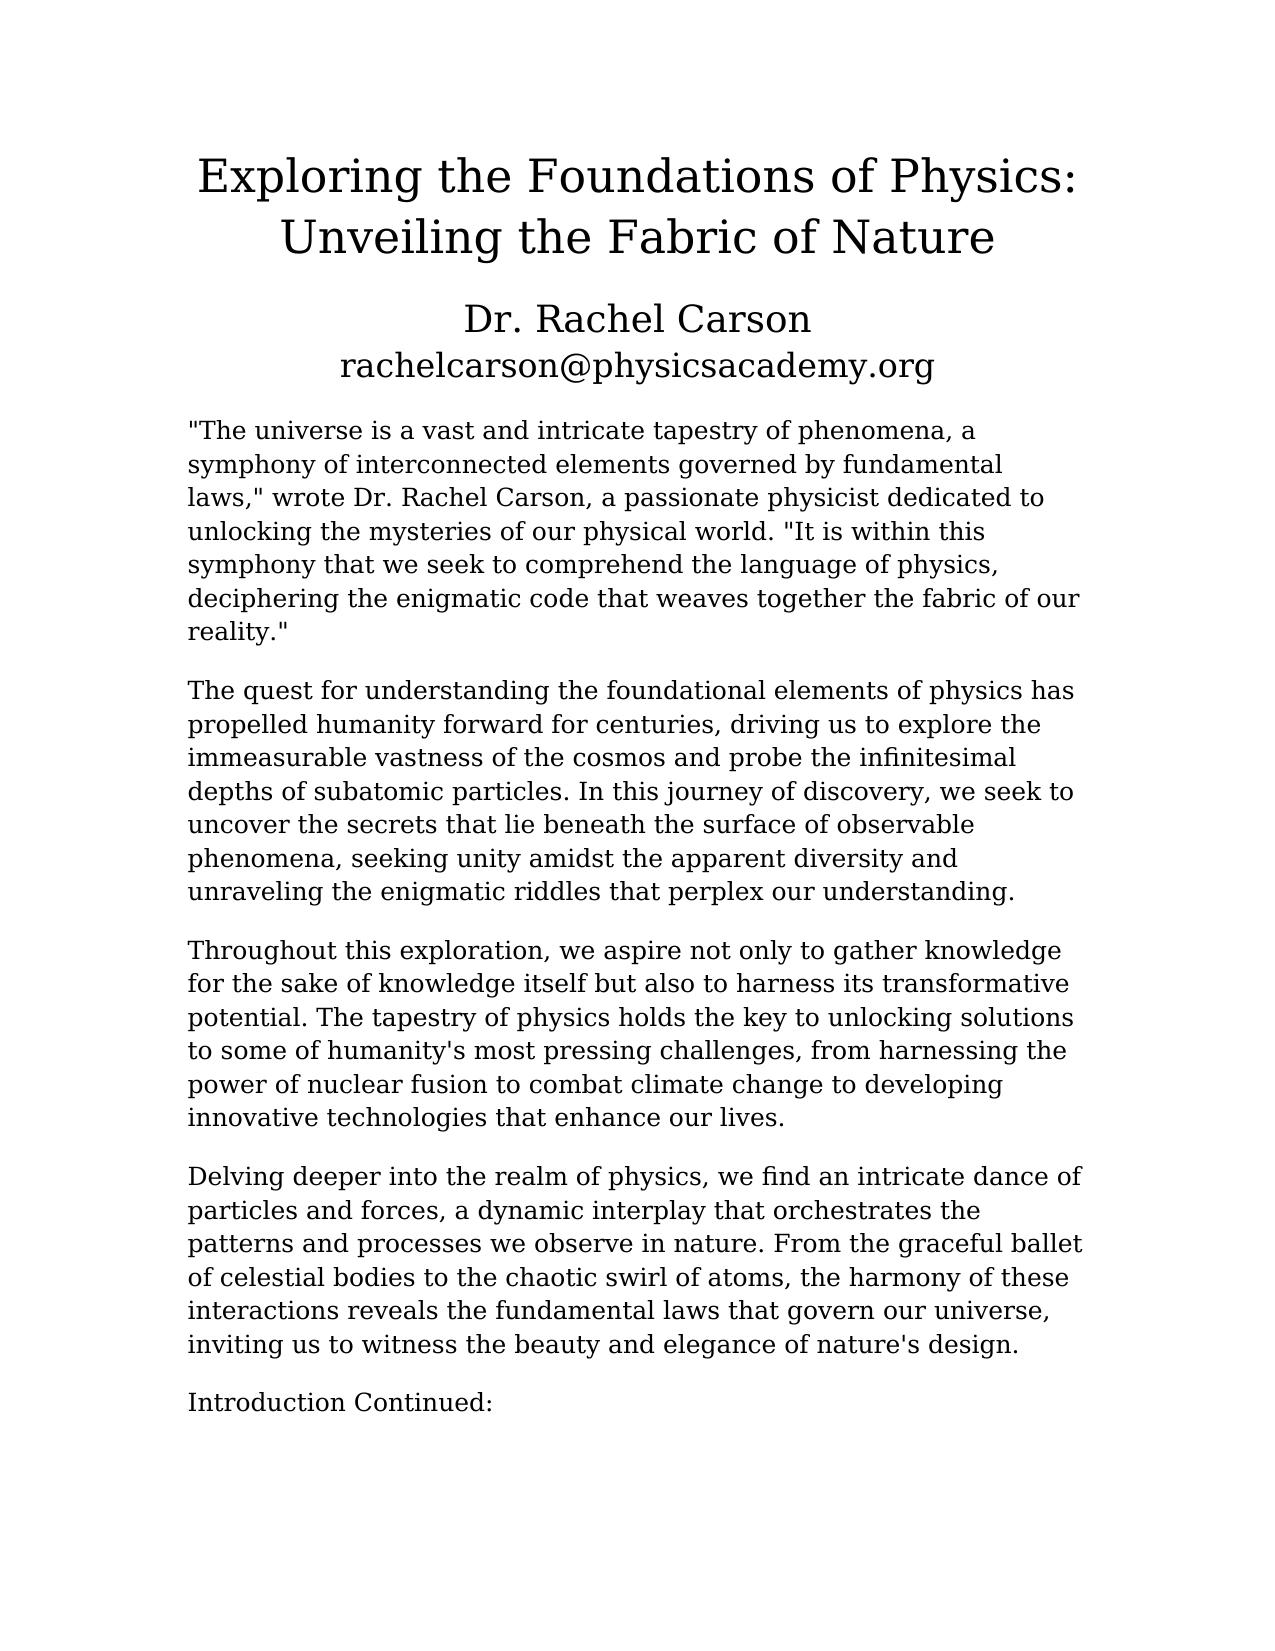 Exploring the Foundations of Physics:
Unveiling the Fabric of Nature
Dr. Rachel Carson
rachelcarson@physicsacademy.org
"The universe is a vast and intricate tapestry of phenomena, a
symphony of interconnected elements governed by fundamental
laws," wrote Dr. Rachel Carson, a passionate physicist dedicated to
unlocking the mysteries of our physical world. "It is within this
symphony that we seek to comprehend the language of physics,
deciphering the enigmatic code that weaves together the fabric of our
reality."
The quest for understanding the foundational elements of physics has
propelled humanity forward for centuries, driving us to explore the
immeasurable vastness of the cosmos and probe the infinitesimal
depths of subatomic particles. In this journey of discovery, we seek to
uncover the secrets that lie beneath the surface of observable
phenomena, seeking unity amidst the apparent diversity and
unraveling the enigmatic riddles that perplex our understanding.
Throughout this exploration, we aspire not only to gather knowledge
for the sake of knowledge itself but also to harness its transformative
potential. The tapestry of physics holds the key to unlocking solutions
to some of humanity's most pressing challenges, from harnessing the
power of nuclear fusion to combat climate change to developing
innovative technologies that enhance our lives.
Delving deeper into the realm of physics, we find an intricate dance of
particles and forces, a dynamic interplay that orchestrates the
patterns and processes we observe in nature. From the graceful ballet
of celestial bodies to the chaotic swirl of atoms, the harmony of these
interactions reveals the fundamental laws that govern our universe,
inviting us to witness the beauty and elegance of nature's design.
Introduction Continued: